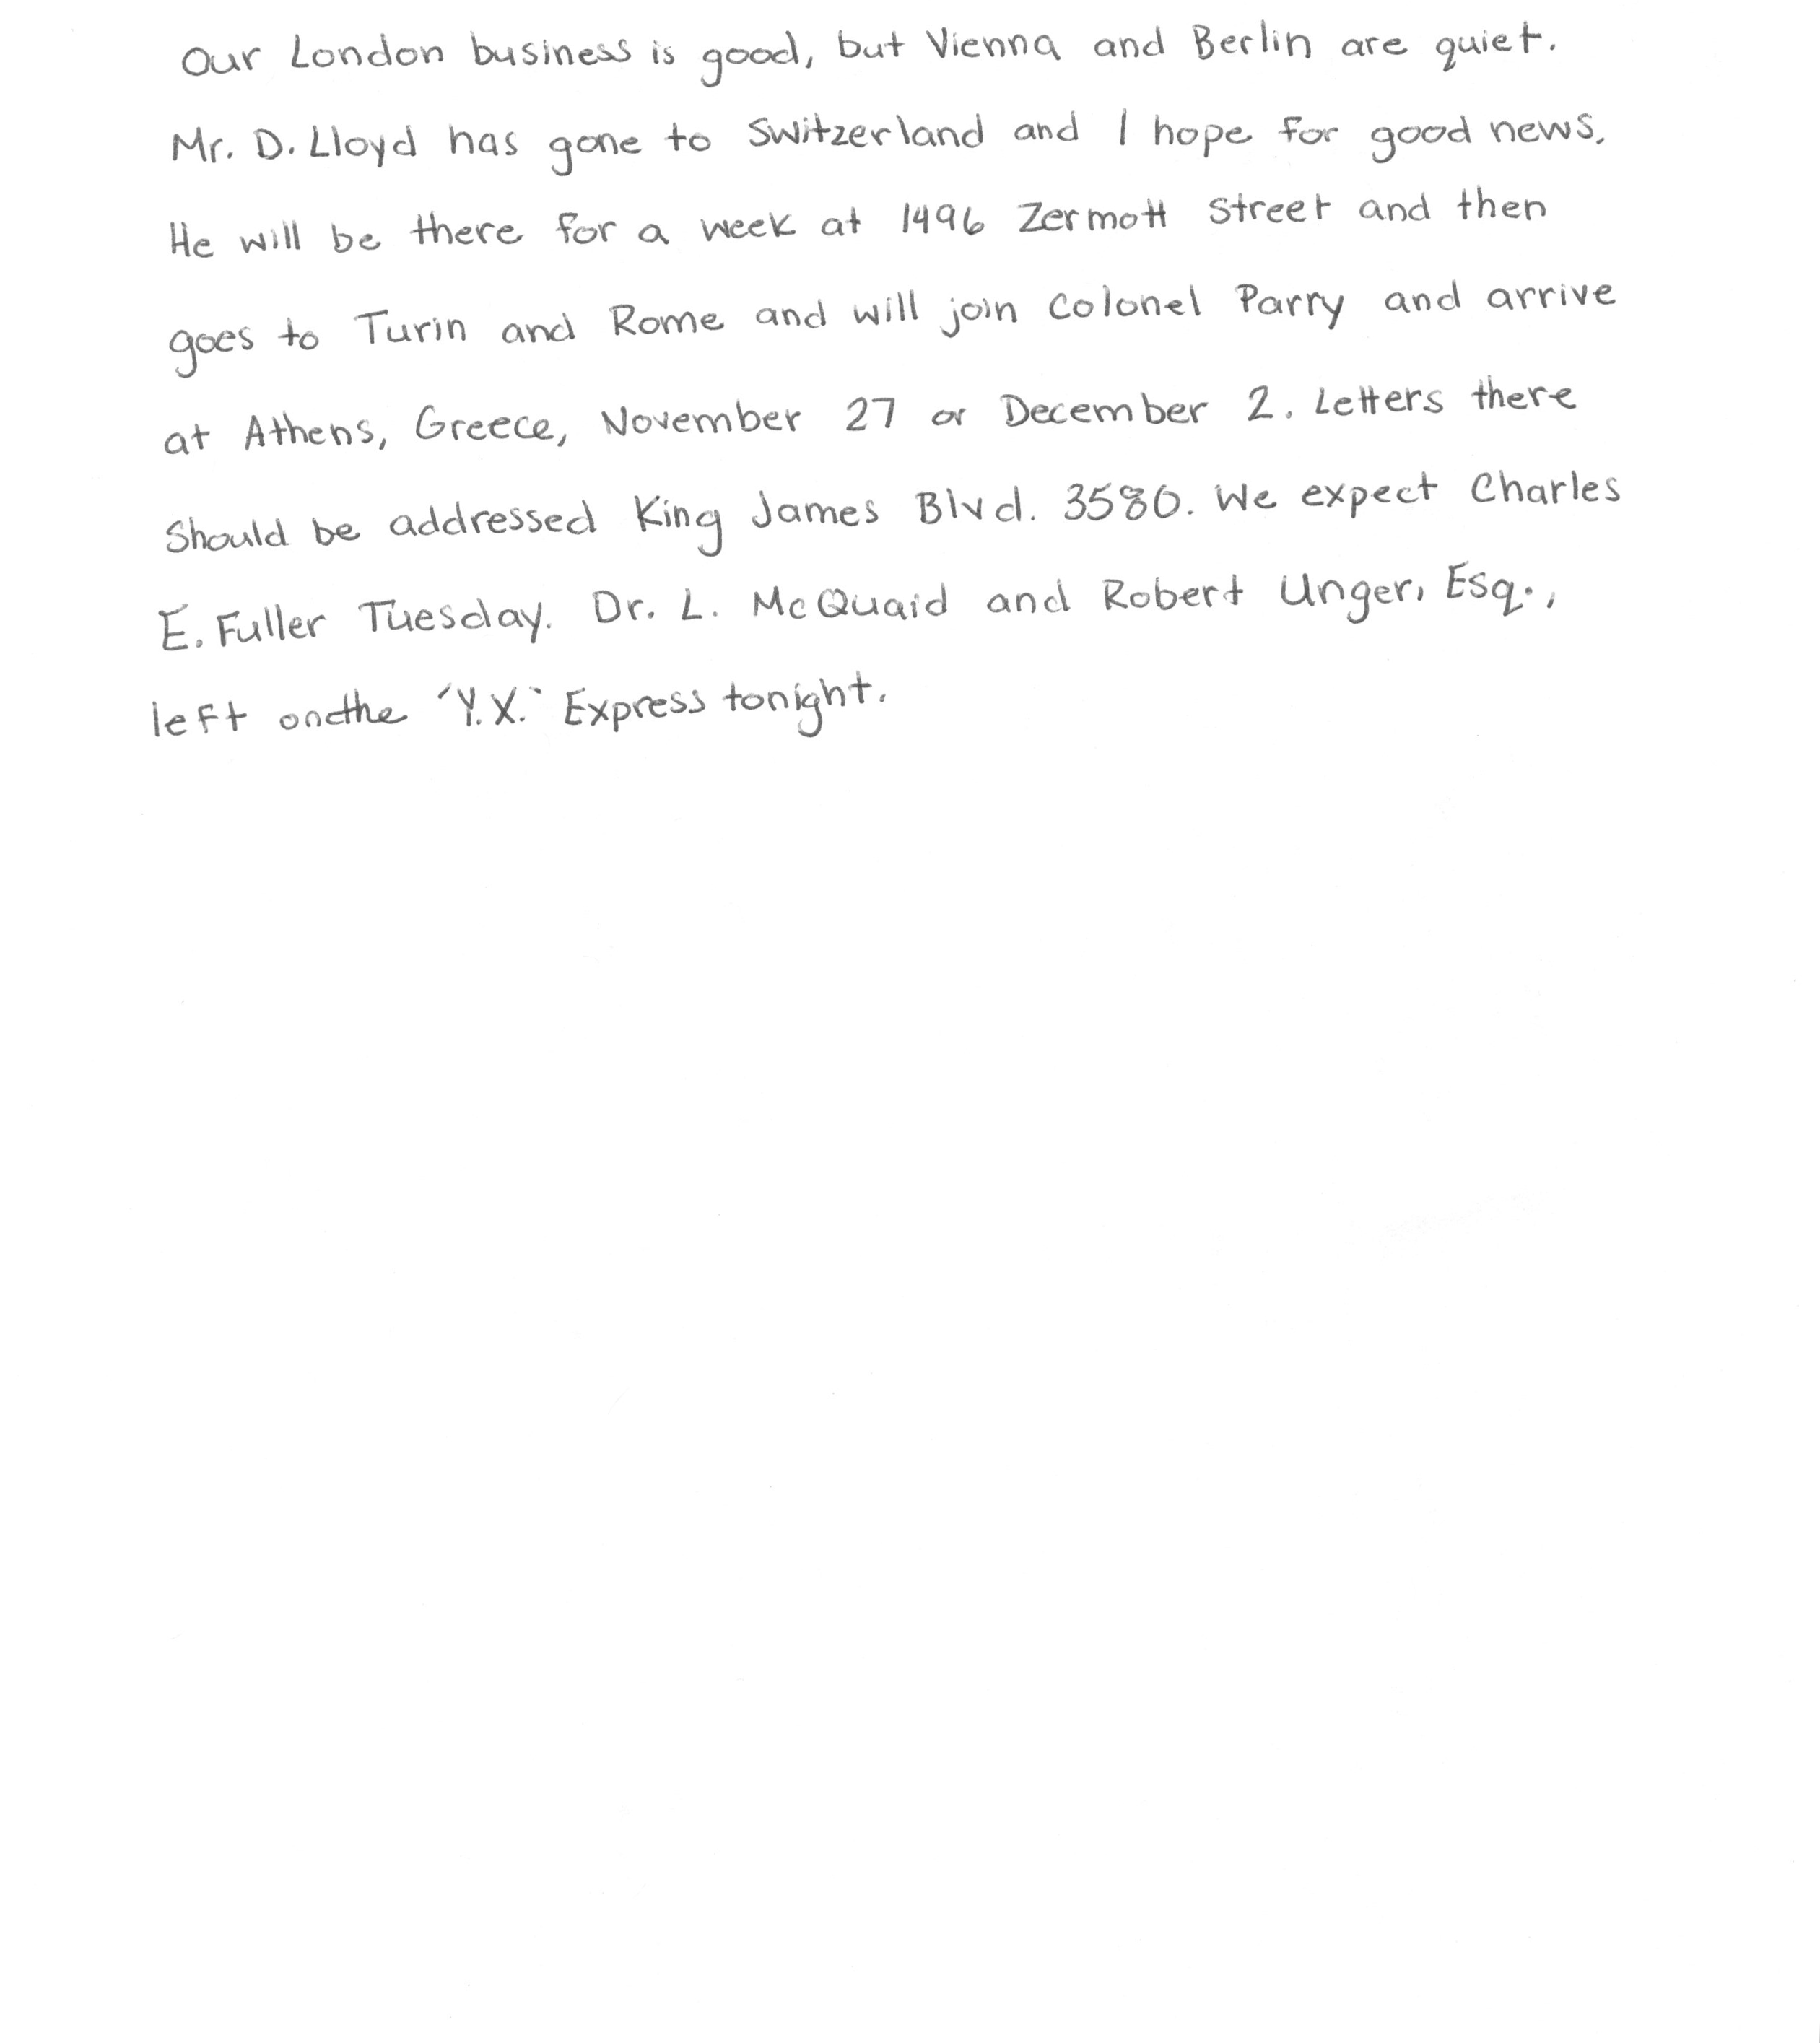 Our London business is good, but Vienna and Berlin are quiet.
Mr. D. Lloyd has gone to Switzerland and I hope for good news.
He will be there for a week at 1496 Zermott Street and then
goes to Turin and Rome and will join Colonel Parry and arrive
at Athens, Greece, November 27 or December 2. Letters there
Should be addressed King James Blvd. 3580. We expect Charles
E. Fuller Tuesday. Dr. L. McQuaid and Robert Unger, Esq.,
left on the "Y.X." Express tonight.